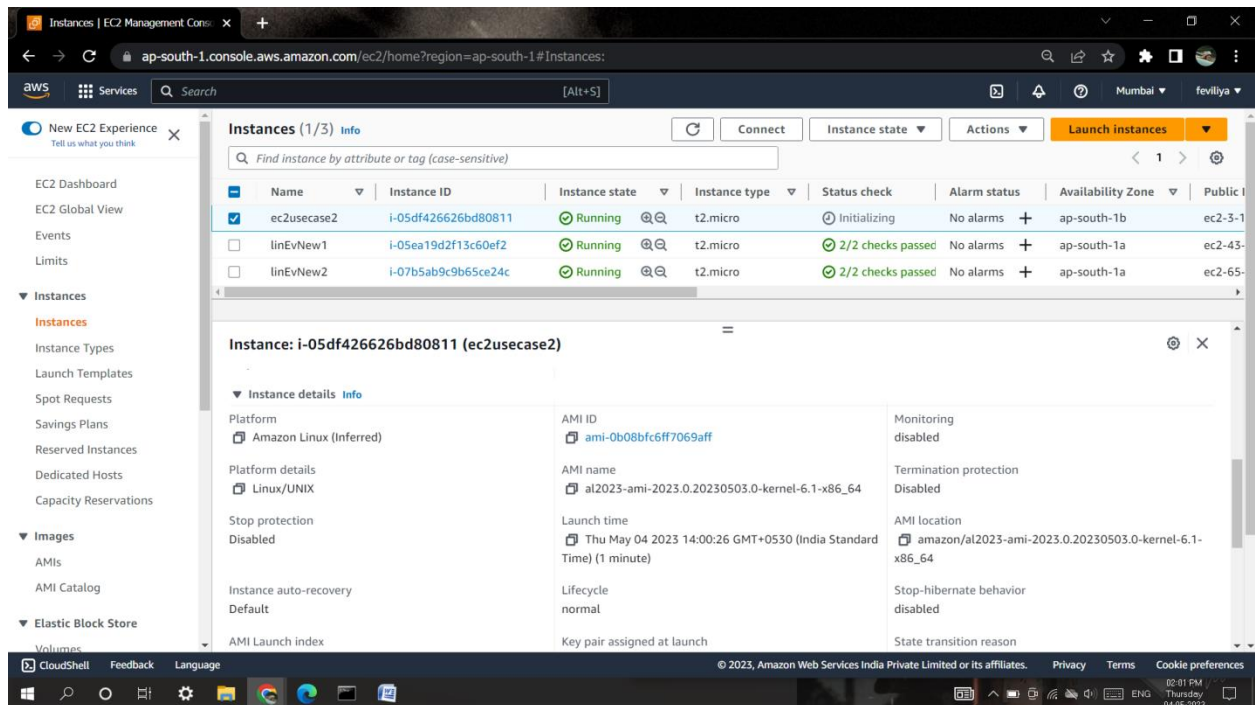 Instances | EC2 Management Cons
ap-south-1.console.aws.amazon.com/ec2/home?region=ap-south-1#Instances:
aws Services Search [Alt+S] Mumbai feviliya
New EC2 Experience
Tell us what you think
EC2 Dashboard
EC2 Global View
Events
Limits
Instances
Instances
Instance Types
Launch Templates
Spot Requests
Savings Plans
Reserved Instances
Dedicated Hosts
Capacity Reservations
Images
AMIs
AMI Catalog
Elastic Block Store
Volumes
Instances (1/3) Info Connect Instance state Actions Launch instances
Find instance by attribute or tag (case-sensitive) 1
Name Instance ID Instance state Instance type Status check Alarm status Availability Zone Public I
ec2usecase2 i-05df426626bd80811 Running t2.micro Initializing No alarms + ap-south-1b ec2-3-1
linEvNew1 i-05ea19d2f13c60ef2 Running t2.micro 2/2 checks passed No alarms + ap-south-1a ec2-43-
linEvNew2 i-07b5ab9c9b65ce24c Running t2.micro 2/2 checks passed No alarms + ap-south-1a ec2-65-
Instance: i-05df426626bd80811 (ec2usecase2)
Instance details Info
Platform
Amazon Linux (Inferred)
AMI ID
ami-0b08bfc6ff7069aff
Monitoring
disabled
Platform details
Linux/UNIX
AMI name
al2023-ami-2023.0.20230503.0-kernel-6.1-x86_64
Termination protection
Disabled
Stop protection
Disabled
Launch time
Thu May 04 2023 14:00:26 GMT+0530 (India Standard
Time) (1 minute)
AMI location
amazon/al2023-ami-2023.0.20230503.0-kernel-6.1-
x86_64
Instance auto-recovery
Default
Lifecycle
normal
Stop-hibernate behavior
disabled
AMI Launch index Key pair assigned at launch State transition reason
CloudShell Feedback Language © 2023, Amazon Web Services India Private Limited or its affiliates. Privacy Terms Cookie preferences
ENG
02:01 PM
Thursday
04-05-2023